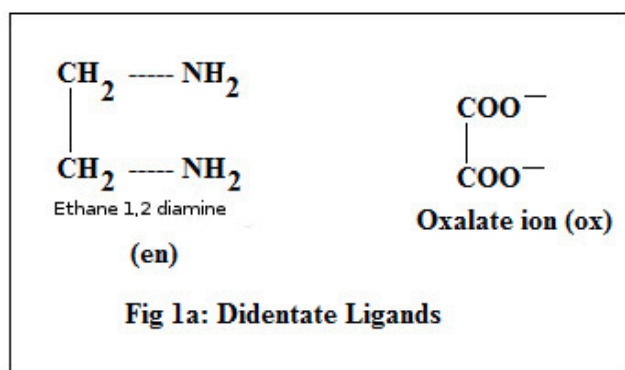 CH2 ----- NH2
CH2 ----- NH2
Ethane 1,2 diamine
(en)
COO—
COO—
Oxalate ion (ox)
Fig 1a: Didentate Ligands